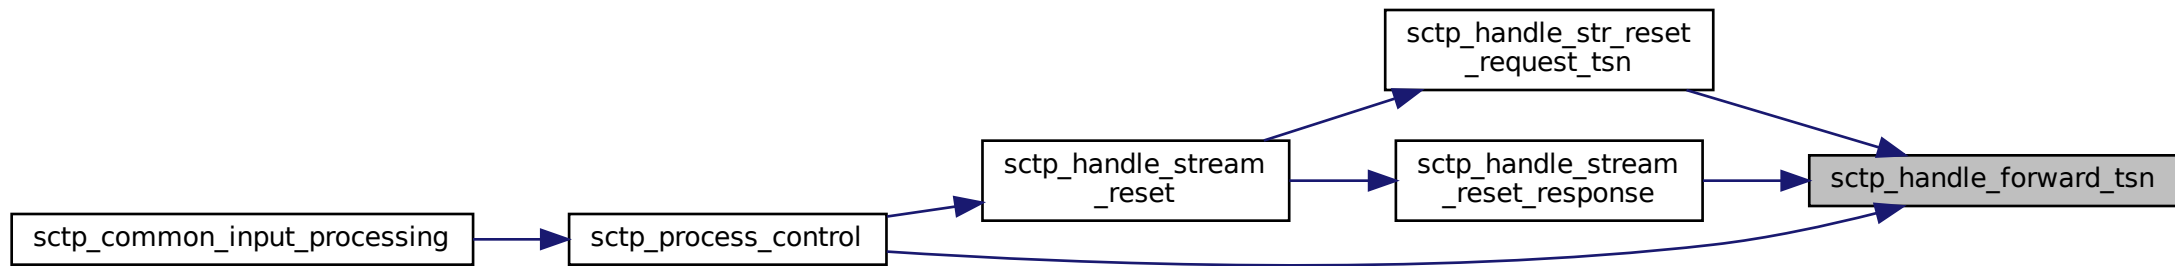 sctp_handle_str_reset
_request_tsn
sctp_handle_stream
_reset
sctp_handle_stream
_reset_response
sctp_handle_forward_tsn
sctp_common_input_processing
sctp_process_control